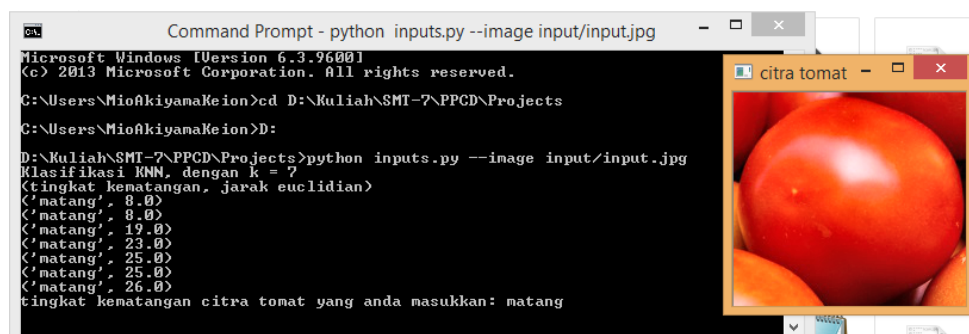 Command Prompt - python inputs.py --image input/input.jpg
Microsoft Windows [Version 6.3.9600]
(c) 2013 Microsoft Corporation. All rights reserved.
C:\Users\MioAkiyamaKeion>cd D:\Kuliah\SMT-7\PPCD\Projects
C:\Users\MioAkiyamaKeion>D:
D:\Kuliah\SMT-7\PPCD\Projects>python inputs.py --image input/input.jpg
Klasifikasi KNN, dengan k = 7
(tingkat kematangan, jarak euclidian)
('matang', 8.0)
('matang', 8.0)
('matang', 19.0)
('matang', 23.0)
('matang', 25.0)
('matang', 25.0)
('matang', 26.0)
tingkat kematangan citra tomat yang anda masukkan: matang
citra tomat